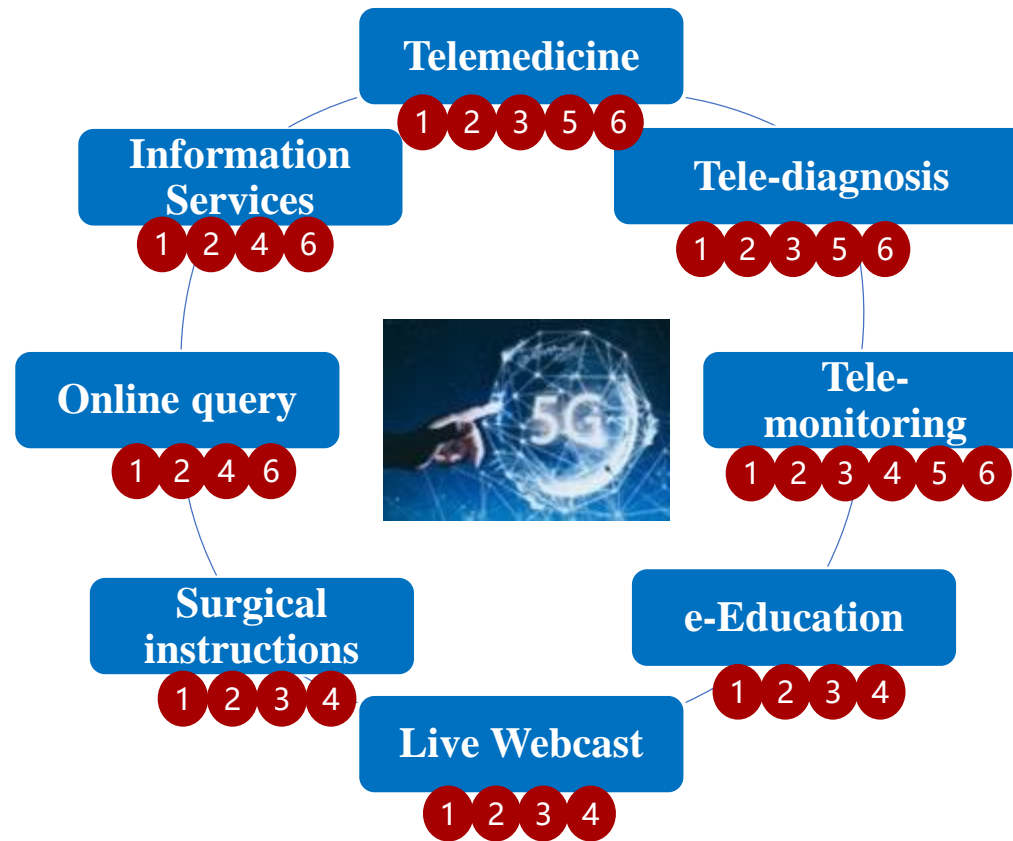 Telemedicine
1 2 3 5 6
Tele-diagnosis
1 2 3 5 6
Tele-
monitoring
1 2 3 4 5 6
e-Education
1 2 3 4
Live Webcast
1 2 3 4
Surgical
instructions
1 2 3 4
Online query
1 2 4 6
Information
Services
1 2 4 6
5G